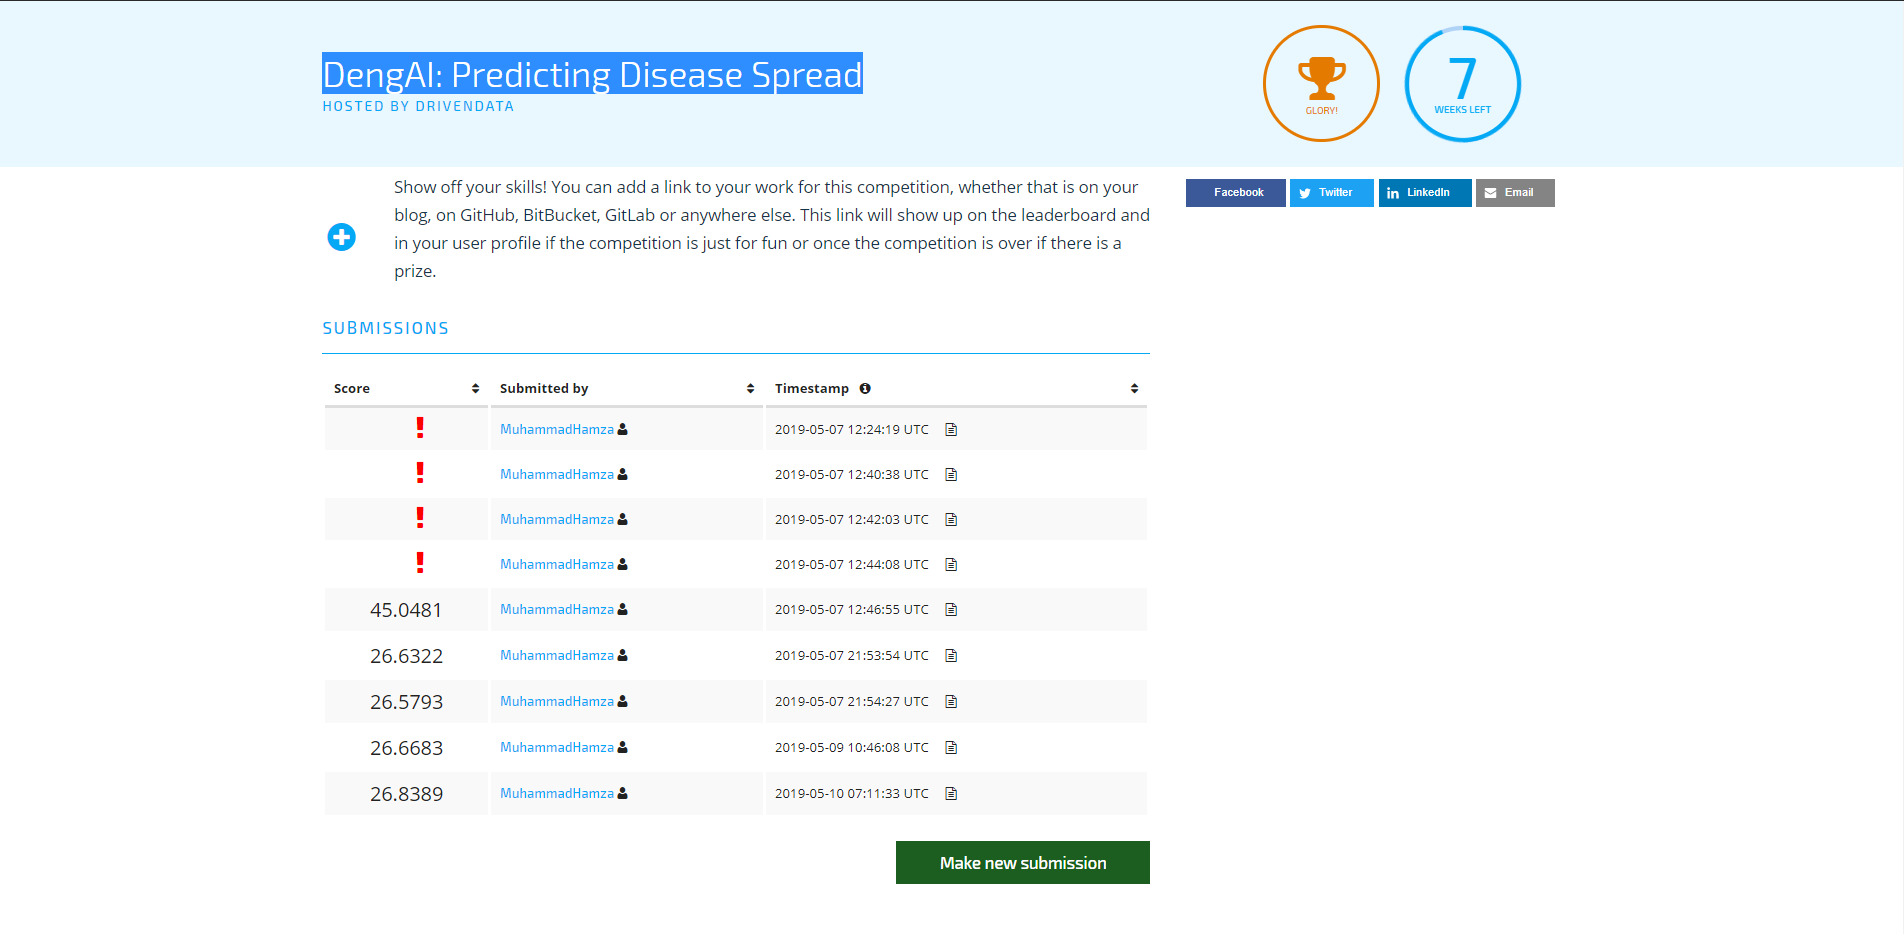 DengAI: Predicting Disease Spread
HOSTED BY DRIVENDATA
GLORY!
7
WEEKS LEFT
Show off your skills! You can add a link to your work for this competition, whether that is on your
blog, on GitHub, BitBucket, GitLab or anywhere else. This link will show up on the leaderboard and
in your user profile if the competition is just for fun or once the competition is over if there is a
prize.
Facebook Twitter LinkedIn Email
SUBMISSIONS
Score Submitted by Timestamp
! MuhammadHamza 2019-05-07 12:24:19 UTC
! MuhammadHamza 2019-05-07 12:40:38 UTC
! MuhammadHamza 2019-05-07 12:42:03 UTC
! MuhammadHamza 2019-05-07 12:44:08 UTC
45.0481 MuhammadHamza 2019-05-07 12:46:55 UTC
26.6322 MuhammadHamza 2019-05-07 21:53:54 UTC
26.5793 MuhammadHamza 2019-05-07 21:54:27 UTC
26.6683 MuhammadHamza 2019-05-09 10:46:08 UTC
26.8389 MuhammadHamza 2019-05-10 07:11:33 UTC
Make new submission